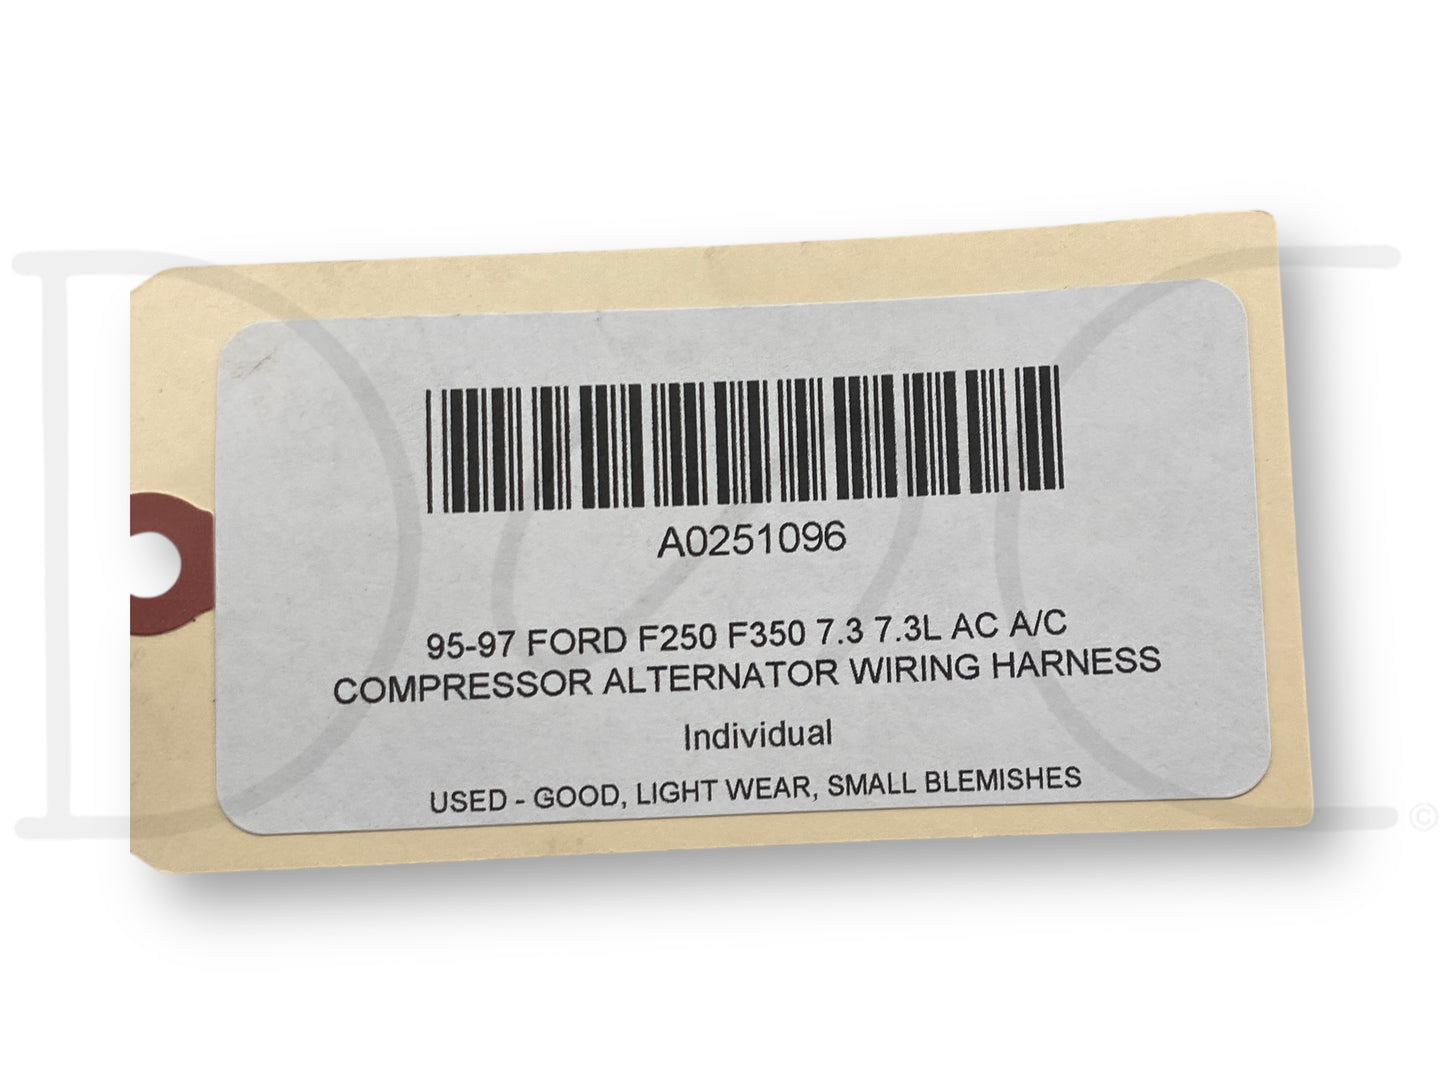 A0251096
95-97 FORD F250 F350 7.3 7.3L AC A/C
COMPRESSOR ALTERNATOR WIRING HARNESS
Individual
USED - GOOD, LIGHT WEAR, SMALL BLEMISHES
©